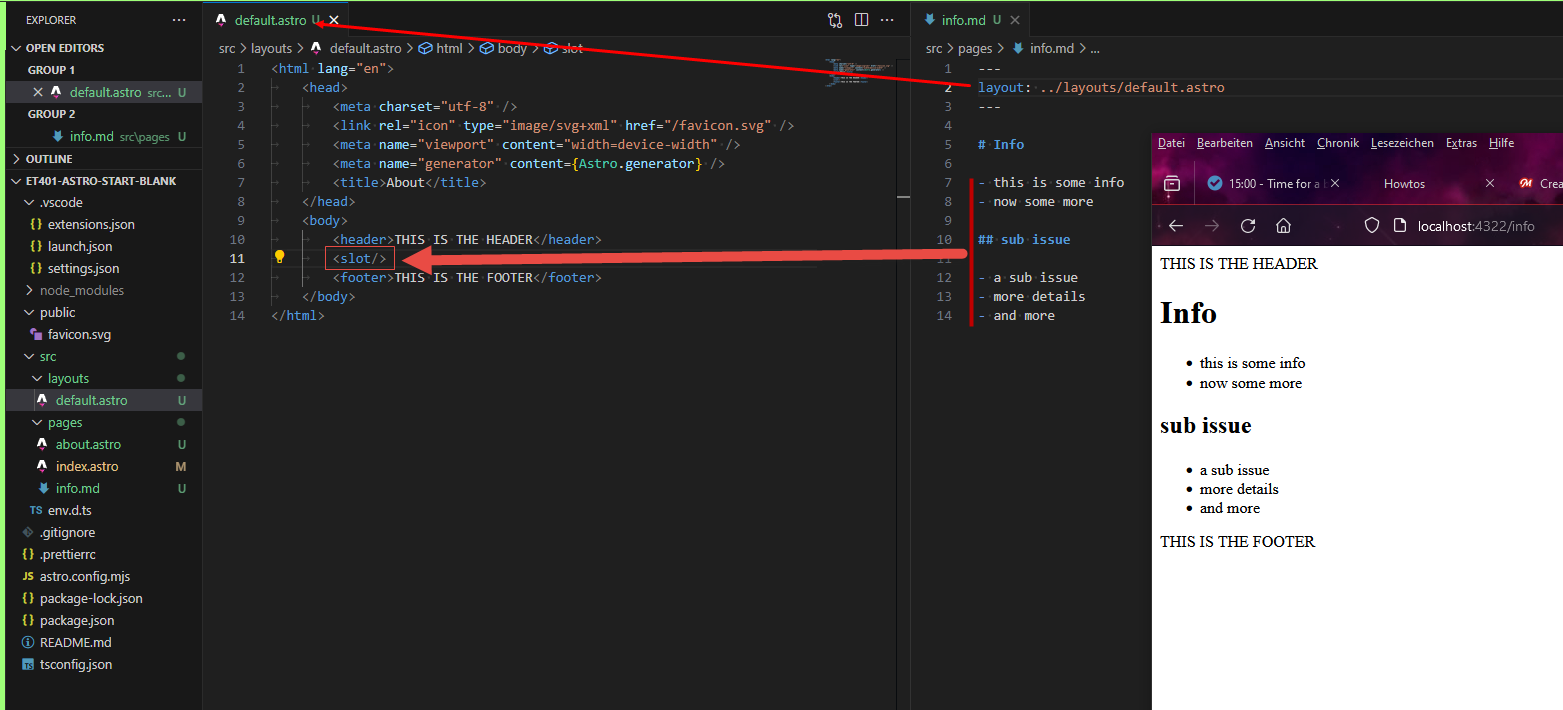 EXPLORER
OPEN EDITORS
GROUP 1
default.astro src... U
GROUP 2
info.md src\pages U
OUTLINE
ET401-ASTRO-START-BLANK
.vscode
{} extensions.json
{} launch.json
{} settings.json
node_modules
public
favicon.svg
src
layouts
default.astro U
pages
about.astro U
index.astro M
info.md U
TS env.d.ts
.gitignore
{} .prettierrc
JS astro.config.mjs
{} package-lock.json
{} package.json
README.md
TS tsconfig.json
default.astro U
src > layouts > default.astro > html > body > slot
1 <html lang="en">
2 <head>
3 <meta charset="utf-8" />
4 <link rel="icon" type="image/svg+xml" href="/favicon.svg" />
5 <meta name="viewport" content="width=device-width" />
6 <meta name="generator" content={Astro.generator} />
7 <title>About</title>
8 </head>
9 <body>
10 <header>THIS IS THE HEADER</header>
11 <slot/>
12 <footer>THIS IS THE FOOTER</footer>
13 </body>
14 </html>
info.md U
src > pages > info.md > ...
1 ---
2 layout: ../layouts/default.astro
3 ---
4
5 # Info
6
7 - this is some info
8 - now some more
9
10 ## sub issue
11
12 - a sub issue
13 - more details
14 - and more
Datei Bearbeiten Ansicht Chronik Lesezeichen Extras Hilfe
15:00 - Time for a Howtos Crea
localhost:4322/info
THIS IS THE HEADER
Info
• this is some info
• now some more
sub issue
• a sub issue
• more details
• and more
THIS IS THE FOOTER